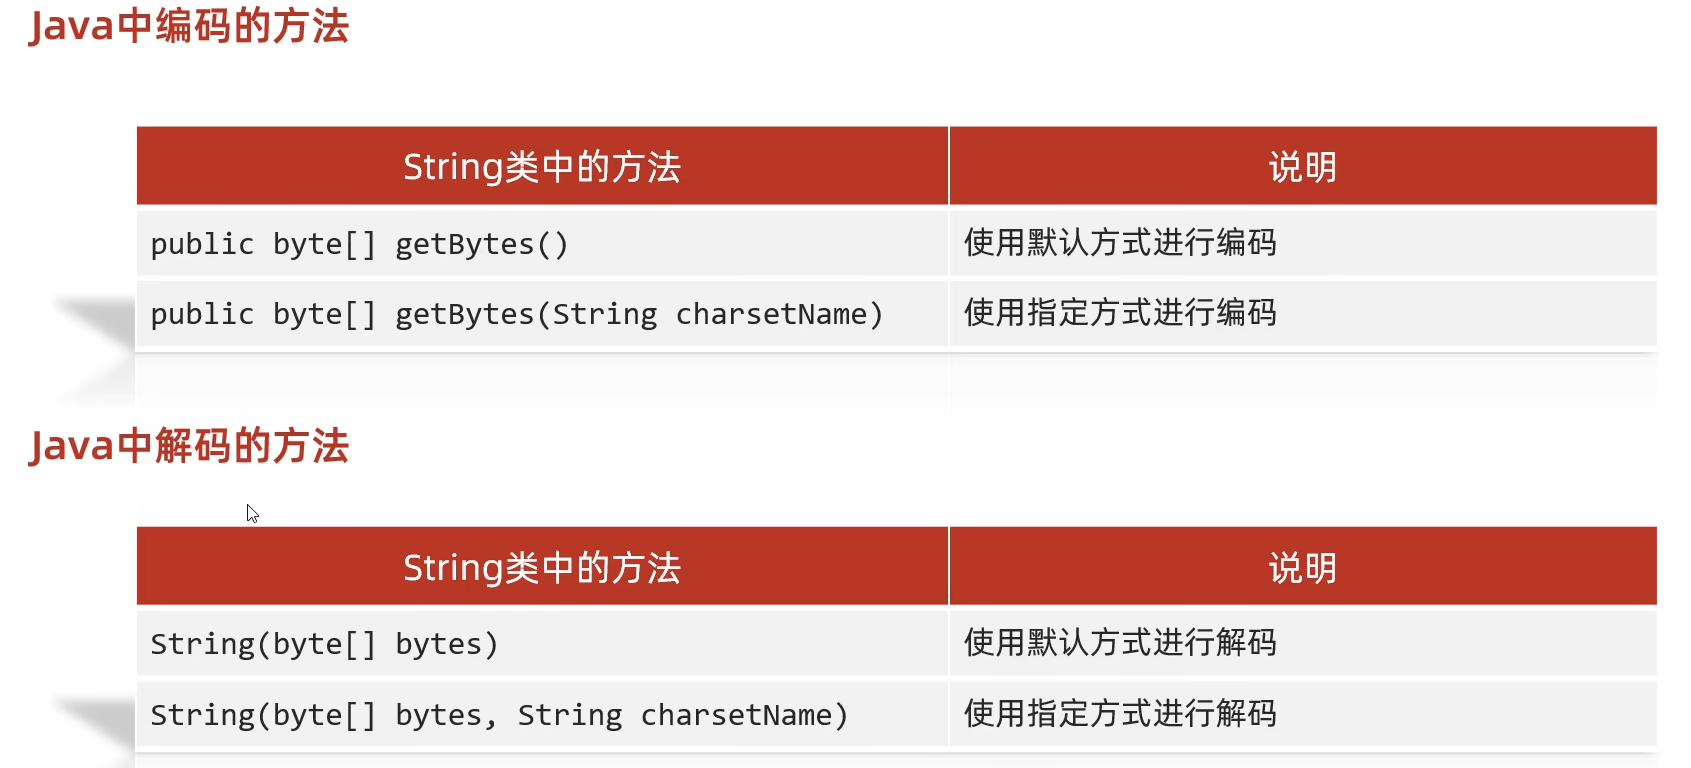 Java中编码的方法
String类中的方法 说明
public byte[] getBytes() 使用默认方式进行编码
public byte[] getBytes(String charsetName) 使用指定方式进行编码
Java中解码的方法
String类中的方法 说明
String(byte[] bytes) 使用默认方式进行解码
String(byte[] bytes, String charsetName) 使用指定方式进行解码